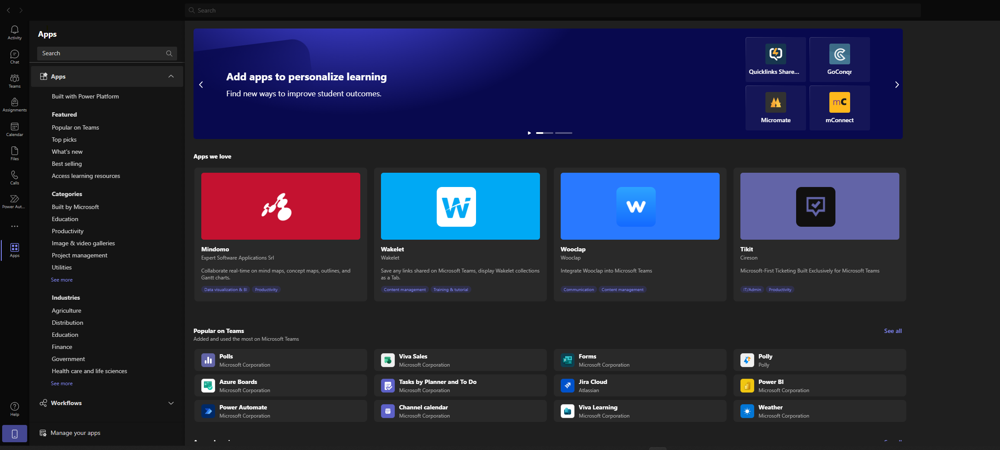 Search
Activity
Chat
Teams
Assignments
Calendar
Files
Calls
Power Aut...
Apps
Help
Apps
Search
Apps
Built with Power Platform
Featured
Popular on Teams
Top picks
What's new
Best selling
Access learning resources
Categories
Built by Microsoft
Education
Productivity
Image & video galleries
Project management
Utilities
See more
Industries
Agriculture
Distribution
Education
Finance
Government
Health care and life sciences
See more
Workflows
Manage your apps
Add apps to personalize learning
Find new ways to improve student outcomes.
Quicklinks Share...
GoConqr
Micromate
mC
mConnect
Apps we love
Mindomo
Expert Software Applications Srl
Collaborate real-time on mind maps, concept maps, outlines, and
Gantt charts.
Data visualization & BI Productivity
Wakelet
Wakelet
Save any links shared on Microsoft Teams, display Wakelet collections
as a Tab.
Content management Training & tutorial
Wooclap
Wooclap
Integrate Wooclap into Microsoft Teams
Communication Content management
Tikit
Cireson
Microsoft-First Ticketing Built Exclusively for Microsoft Teams
IT/Admin Productivity
Popular on Teams
See all
Added and used the most on Microsoft Teams
Polls
Microsoft Corporation
Viva Sales
Microsoft Corporation
Forms
Microsoft Corporation
Polly
Polly
Azure Boards
Microsoft Corporation
Tasks by Planner and To Do
Microsoft Corporation
Jira Cloud
Atlassian
Power BI
Microsoft Corporation
Power Automate
Microsoft Corporation
Channel calendar
Microsoft Corporation
Viva Learning
Microsoft Corporation
Weather
Microsoft Corporation